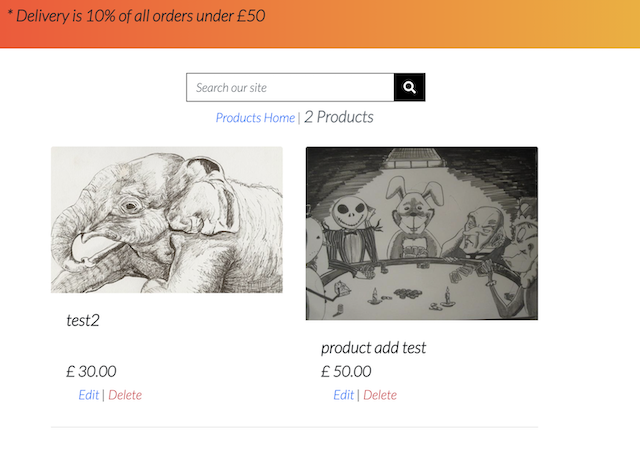 * Delivery is 10% of all orders under £50
Search our site
Products Home | 2 Products
test2
£ 30.00
Edit | Delete
product add test
£ 50.00
Edit | Delete